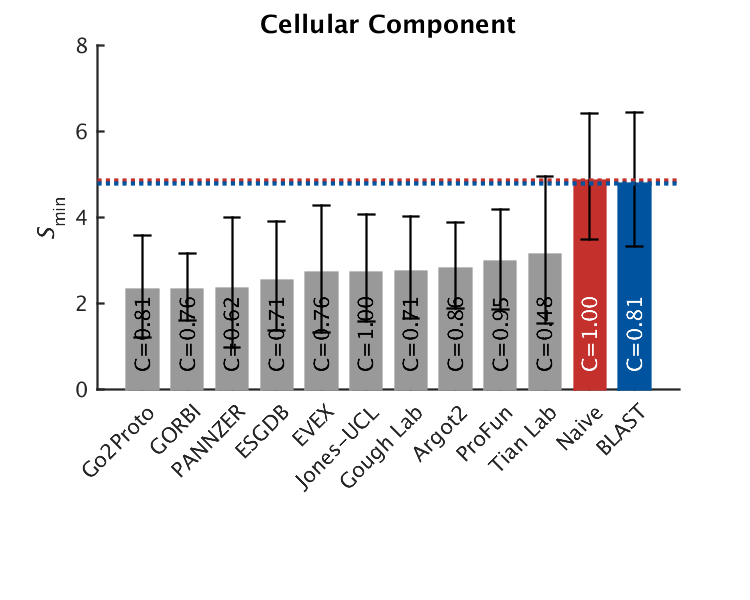 Cellular Component
8
6
4
2
0
Smin
C=0.81
C=0.76
C=0.62
C=0.71
C=0.76
C=1.00
C=0.71
C=0.86
C=0.95
C=0.48
C=1.00
C=0.81
Go2Proto
GORBI
PANNZER
ESGDB
EVEX
Jones-UCL
Gough Lab
Argot2
ProFun
Tian Lab
Naive
BLAST